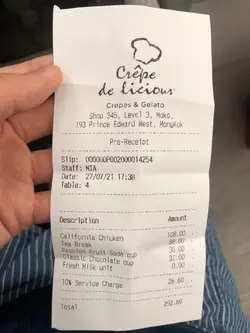 Crêpe
de licious
Crepes & Gelato
Shop 345, Level 3, Moko,
193 Prince Edward West, Mongkok
Pre-Receipt
Slip: 0000U0P002000014254
Staff: MIA
Date: 27/07/21 17:38
Table: 4
Description Amount
California Chicken 108.00
Tea Break 88.00
Passion Fruit Soda cup 38.00
Classic Chocolate cup 32.00
Fresh Milk unit 0.00
10% Service Charge 26.60
Total 292.60